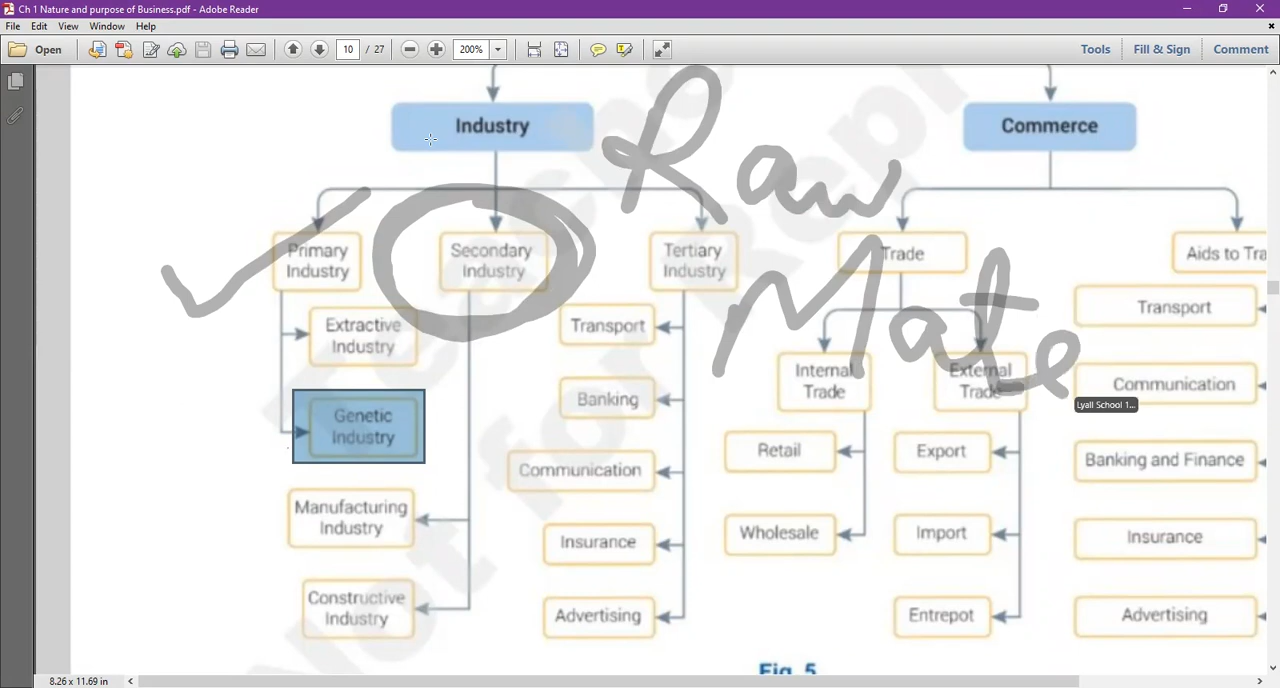 Ch 1 Nature and purpose of Business.pdf - Adobe Reader
File Edit View Window Help
Open 10 / 27 200% Tools Fill & Sign Comment
Industry
Commerce
Raw
Mate
Primary
Industry
Secondary
Industry
Tertiary
Industry
Trade
Aids to Tra
Extractive
Industry
Genetic
Industry
Manufacturing
Industry
Constructive
Industry
Transport
Banking
Communication
Insurance
Advertising
Internal
Trade
External
Trade
Retail
Wholesale
Export
Import
Entrepot
Transport
Communication
Lyall School 1...
Banking and Finance
Insurance
Advertising
Fig. 5
8.26 x 11.69 in